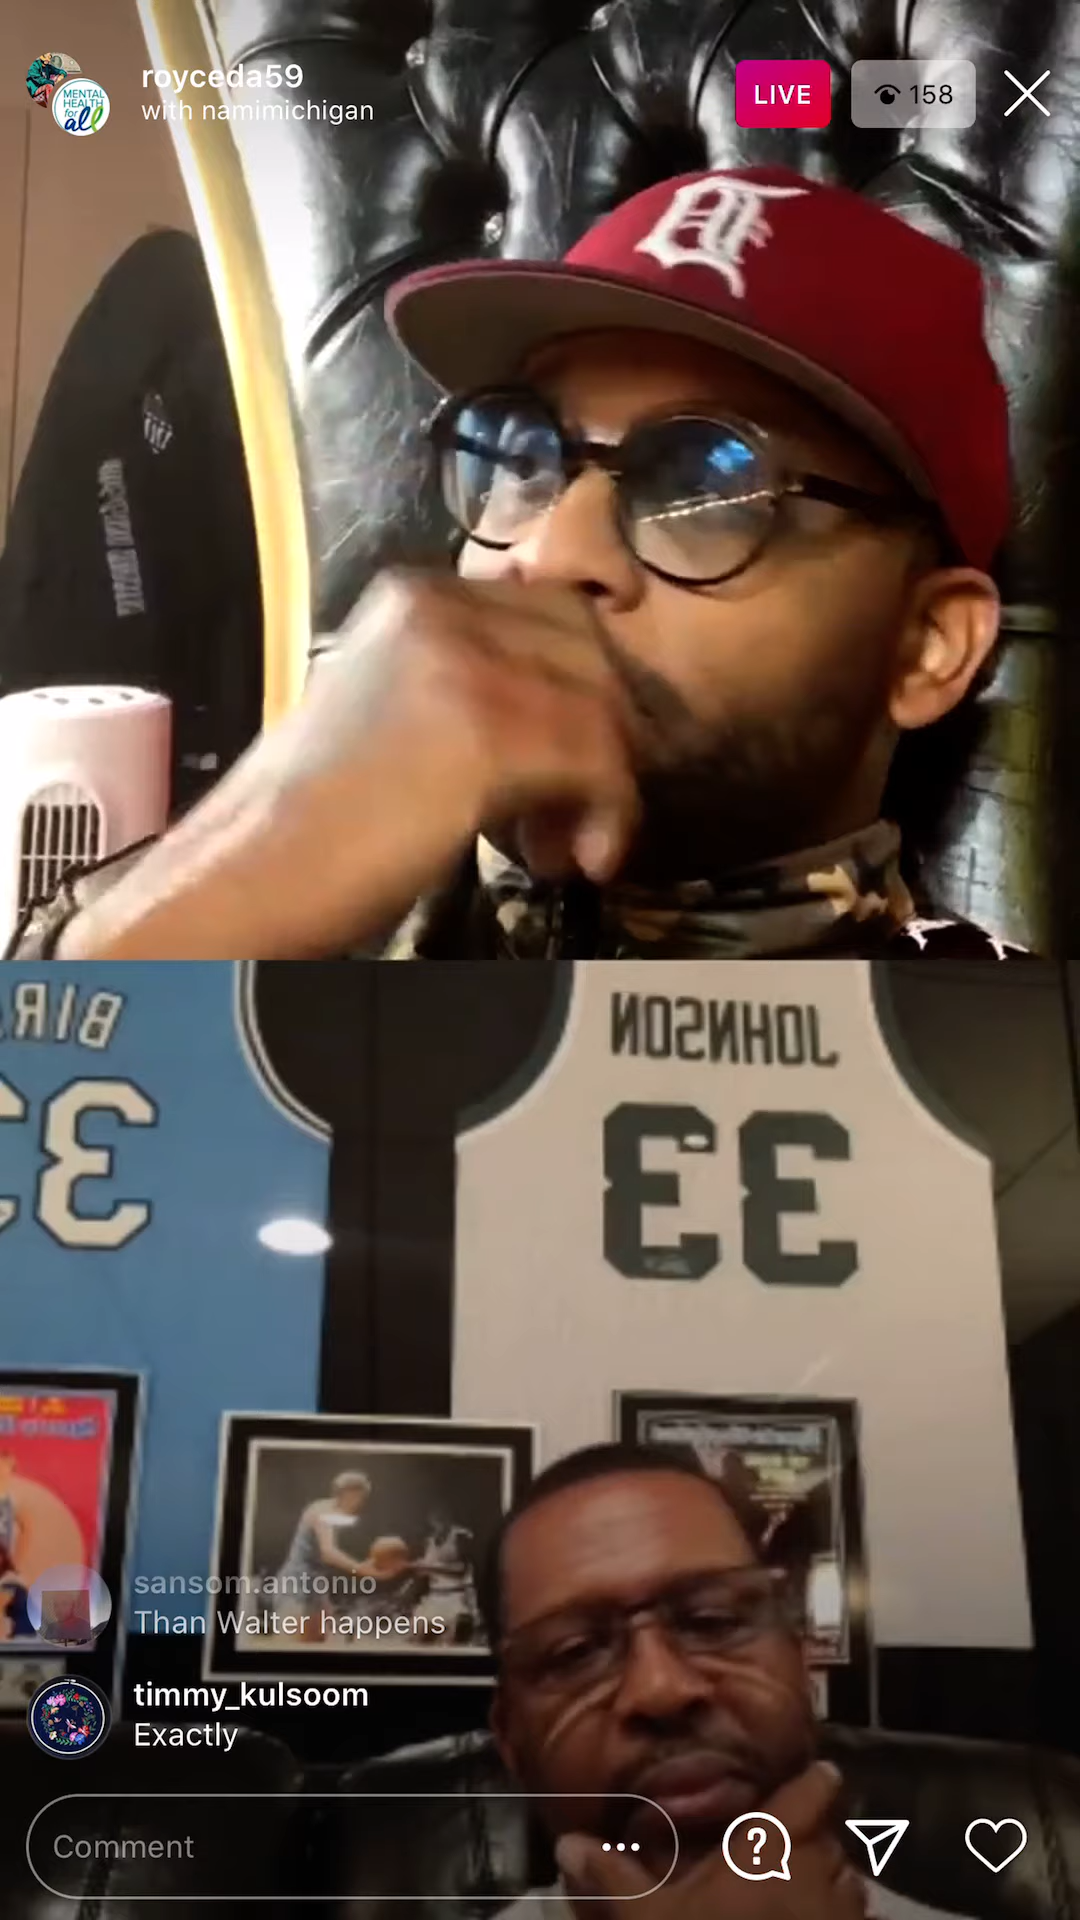 royceda59
with namimichigan
MENTAL
HEALTH
for
all
LIVE
158
BIR
33
JOHNSON
33
sansom.antonio
Than Walter happens
timmy_kulsoom
Exactly
Comment